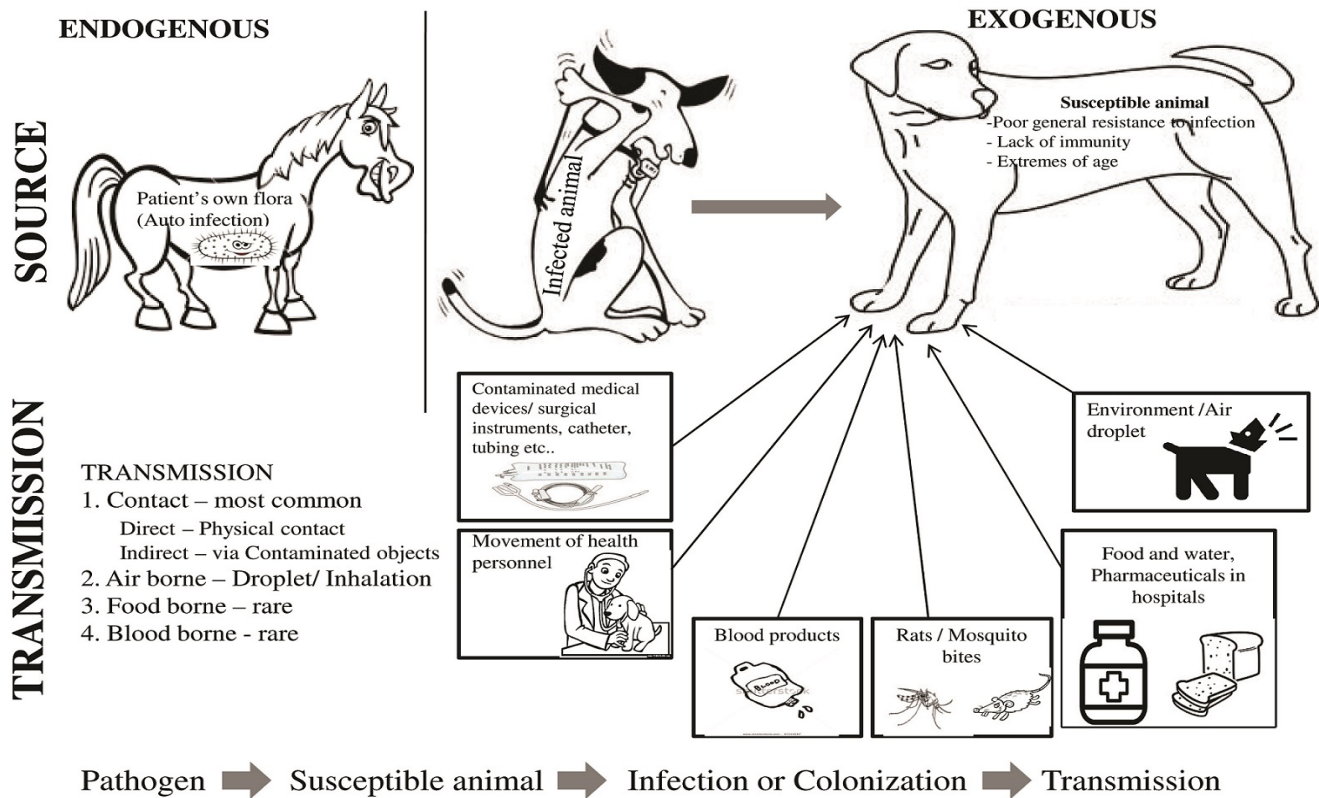 ENDOGENOUS
EXOGENOUS
SOURCE
Patient's own flora
(Auto infection)
Infected animal
Susceptible animal
-Poor general resistance to infection
- Lack of immunity
- Extremes of age
TRANSMISSION
TRANSMISSION
1. Contact – most common
Direct – Physical contact
Indirect – via Contaminated objects
2. Air borne – Droplet/ Inhalation
3. Food borne – rare
4. Blood borne - rare
Contaminated medical
devices/ surgical
instruments, catheter,
tubing etc..
Movement of health
personnel
Blood products
BLOOD
Rats / Mosquito
bites
Environment /Air
droplet
Food and water,
Pharmaceuticals in
hospitals
Pathogen
Susceptible animal
Infection or Colonization
Transmission